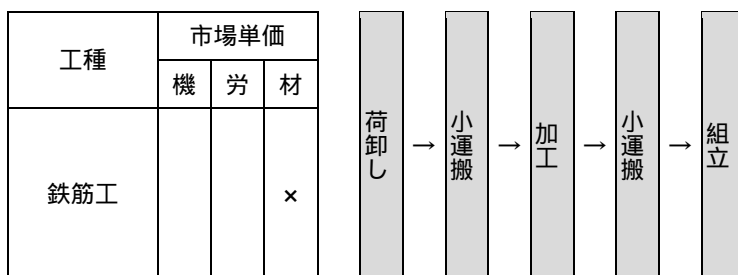 工種
市場単価
機 労 材
鉄筋工
×
荷卸し → 小運搬 → 加工 → 小運搬 → 組立